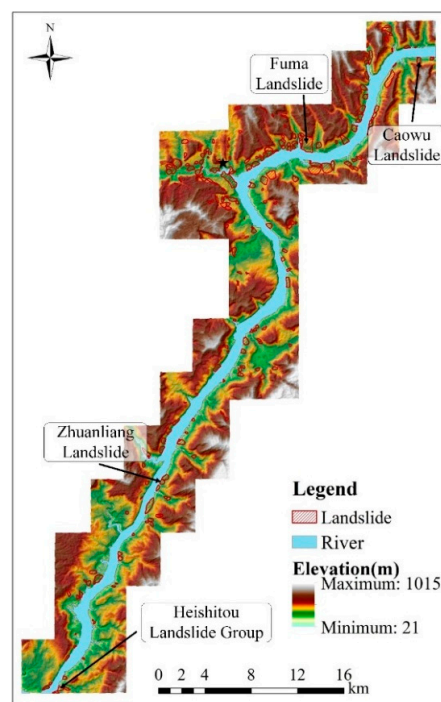 N
Fuma
Landslide
Caowu
Landslide
Zhuanliang
Landslide
Heishitou
Landslide Group
Legend
Landslide
River
Elevation(m)
Maximum: 1015
Minimum: 21
0 1 2 4 8 12 16
km